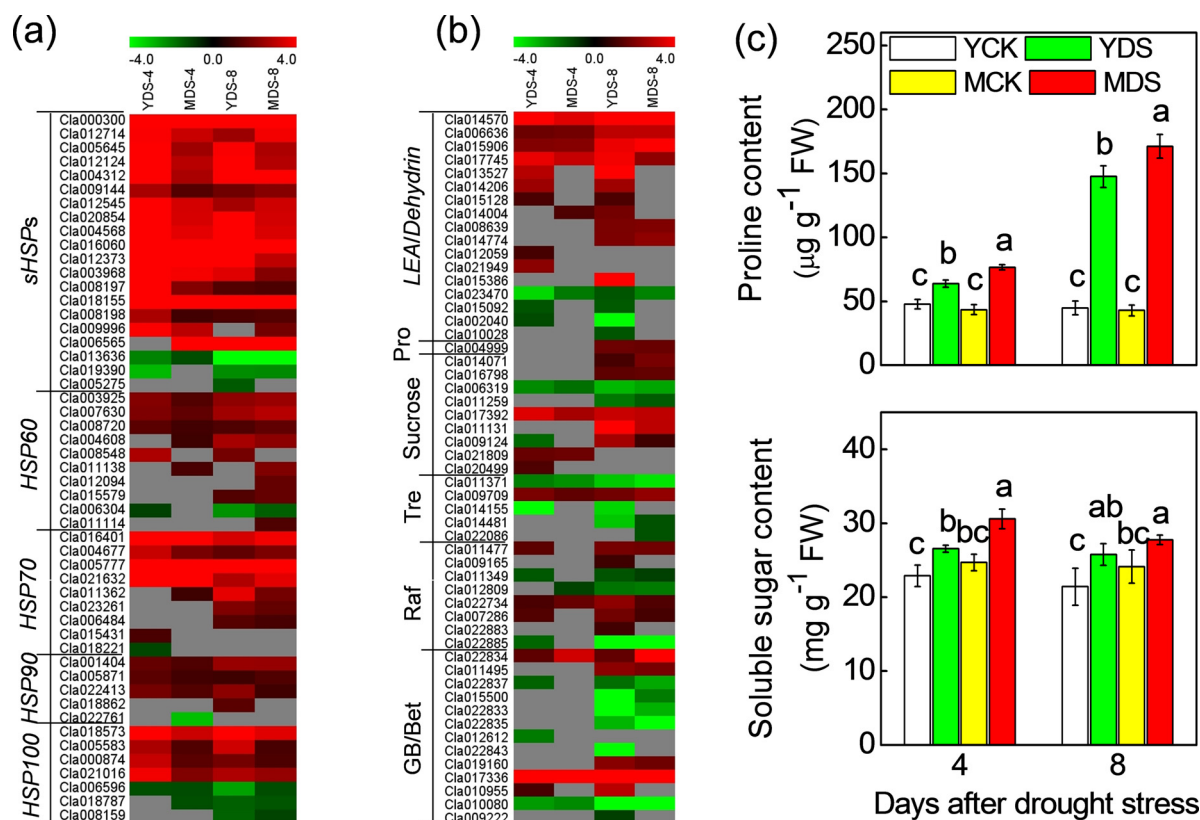 (a)
-4.0 0.0 4.0
YDS-4 MDS-4 YDS-8 MDS-8
sHSPs
Cla000300
Cla012714
Cla005645
Cla012124
Cla004312
Cla009144
Cla012545
Cla020854
Cla004568
Cla016060
Cla012373
Cla003968
Cla008197
Cla018155
Cla008198
Cla009996
Cla006565
Cla013636
Cla019390
Cla005275
HSP60
Cla003925
Cla007630
Cla008720
Cla004608
Cla008548
Cla011138
Cla012094
Cla015579
Cla006304
Cla011114
HSP70
Cla016401
Cla004677
Cla005777
Cla021632
Cla011362
Cla023261
Cla006484
Cla015431
Cla018221
HSP90
Cla001404
Cla005871
Cla022413
Cla018862
Cla022761
HSP100
Cla018573
Cla005583
Cla000874
Cla021016
Cla006596
Cla018787
Cla008159
(b)
-4.0 0.0 4.0
YDS-4 MDS-4 YDS-8 MDS-8
LEA/Dehydrin
Cla014570
Cla006636
Cla015906
Cla017745
Cla013527
Cla014206
Cla015128
Cla014004
Cla008639
Cla014774
Cla012059
Cla021949
Cla015386
Cla023470
Cla015092
Cla002040
Cla010028
Pro
Cla004999
Sucrose
Cla014071
Cla016798
Cla006319
Cla011259
Cla017392
Cla011131
Cla009124
Cla021809
Cla020499
Tre
Cla011371
Cla009709
Cla014155
Cla014481
Cla022086
Raf
Cla011477
Cla009165
Cla011349
Cla012809
Cla022734
Cla007286
Cla022883
Cla022885
GB/Bet
Cla022834
Cla011495
Cla022837
Cla015500
Cla022833
Cla022835
Cla012612
Cla022843
Cla019160
Cla017336
Cla010955
Cla010080
Cla009222
(c)
YCK YDS
MCK MDS
Proline content
(µg g⁻¹ FW)
250
200
150
100
50
0
c b c a
c b c a
Soluble sugar content
(mg g⁻¹ FW)
40
30
20
10
0
c b bc a
c ab bc a
4 8
Days after drought stress